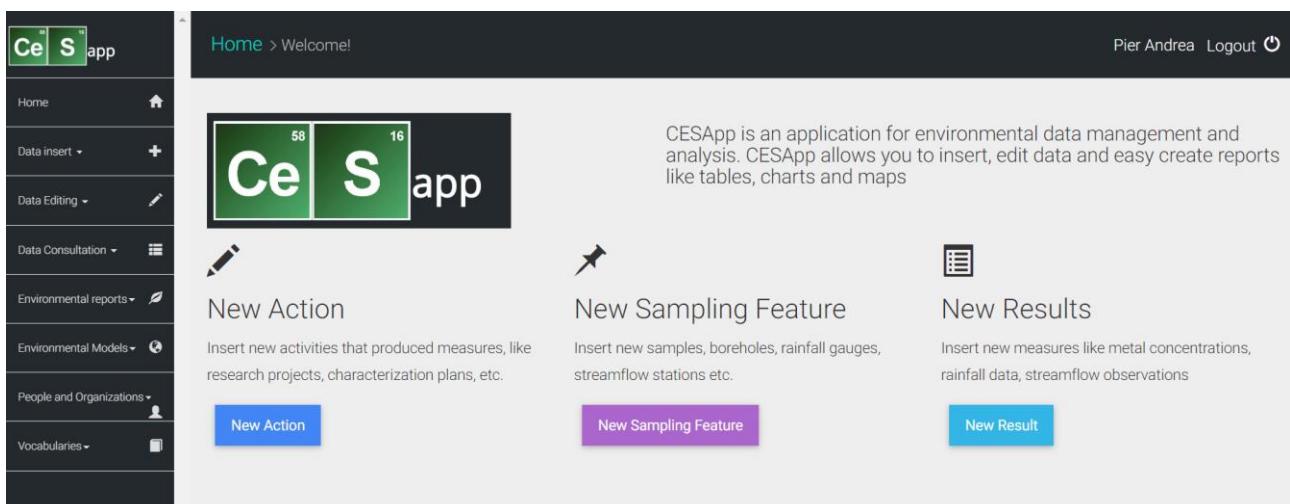 Ce 58 S 16 app
Home > Welcome!
Pier Andrea Logout
Home
Data insert
Data Editing
Data Consultation
Environmental reports
Environmental Models
People and Organizations
Vocabularies
58 16
Ce S app
CESApp is an application for environmental data management and
analysis. CESApp allows you to insert, edit data and easy create reports
like tables, charts and maps
New Action
Insert new activities that produced measures, like
research projects, characterization plans, etc.
New Action
New Sampling Feature
Insert new samples, boreholes, rainfall gauges,
streamflow stations etc.
New Sampling Feature
New Results
Insert new measures like metal concentrations,
rainfall data, streamflow observations
New Result